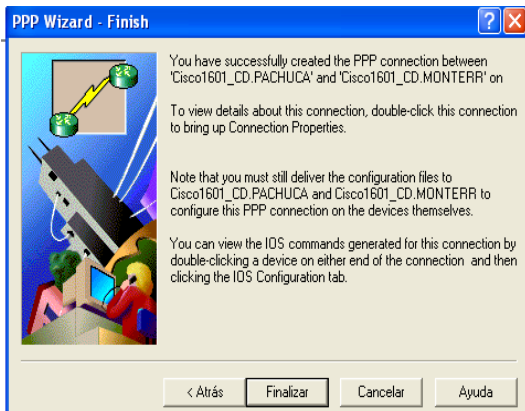 PPP Wizard - Finish
You have successfully created the PPP connection between
'Cisco1601_CD.PACHUCA' and 'Cisco1601_CD.MONTERR' on
To view details about this connection, double-click this connection
to bring up Connection Properties.
Note that you must still deliver the configuration files to
Cisco1601_CD.PACHUCA and Cisco1601_CD.MONTERR to
configure this PPP connection on the devices themselves.
You can view the IOS commands generated for this connection by
double-clicking a device on either end of the connection and then
clicking the IOS Configuration tab.
< Atrás Finalizar Cancelar Ayuda